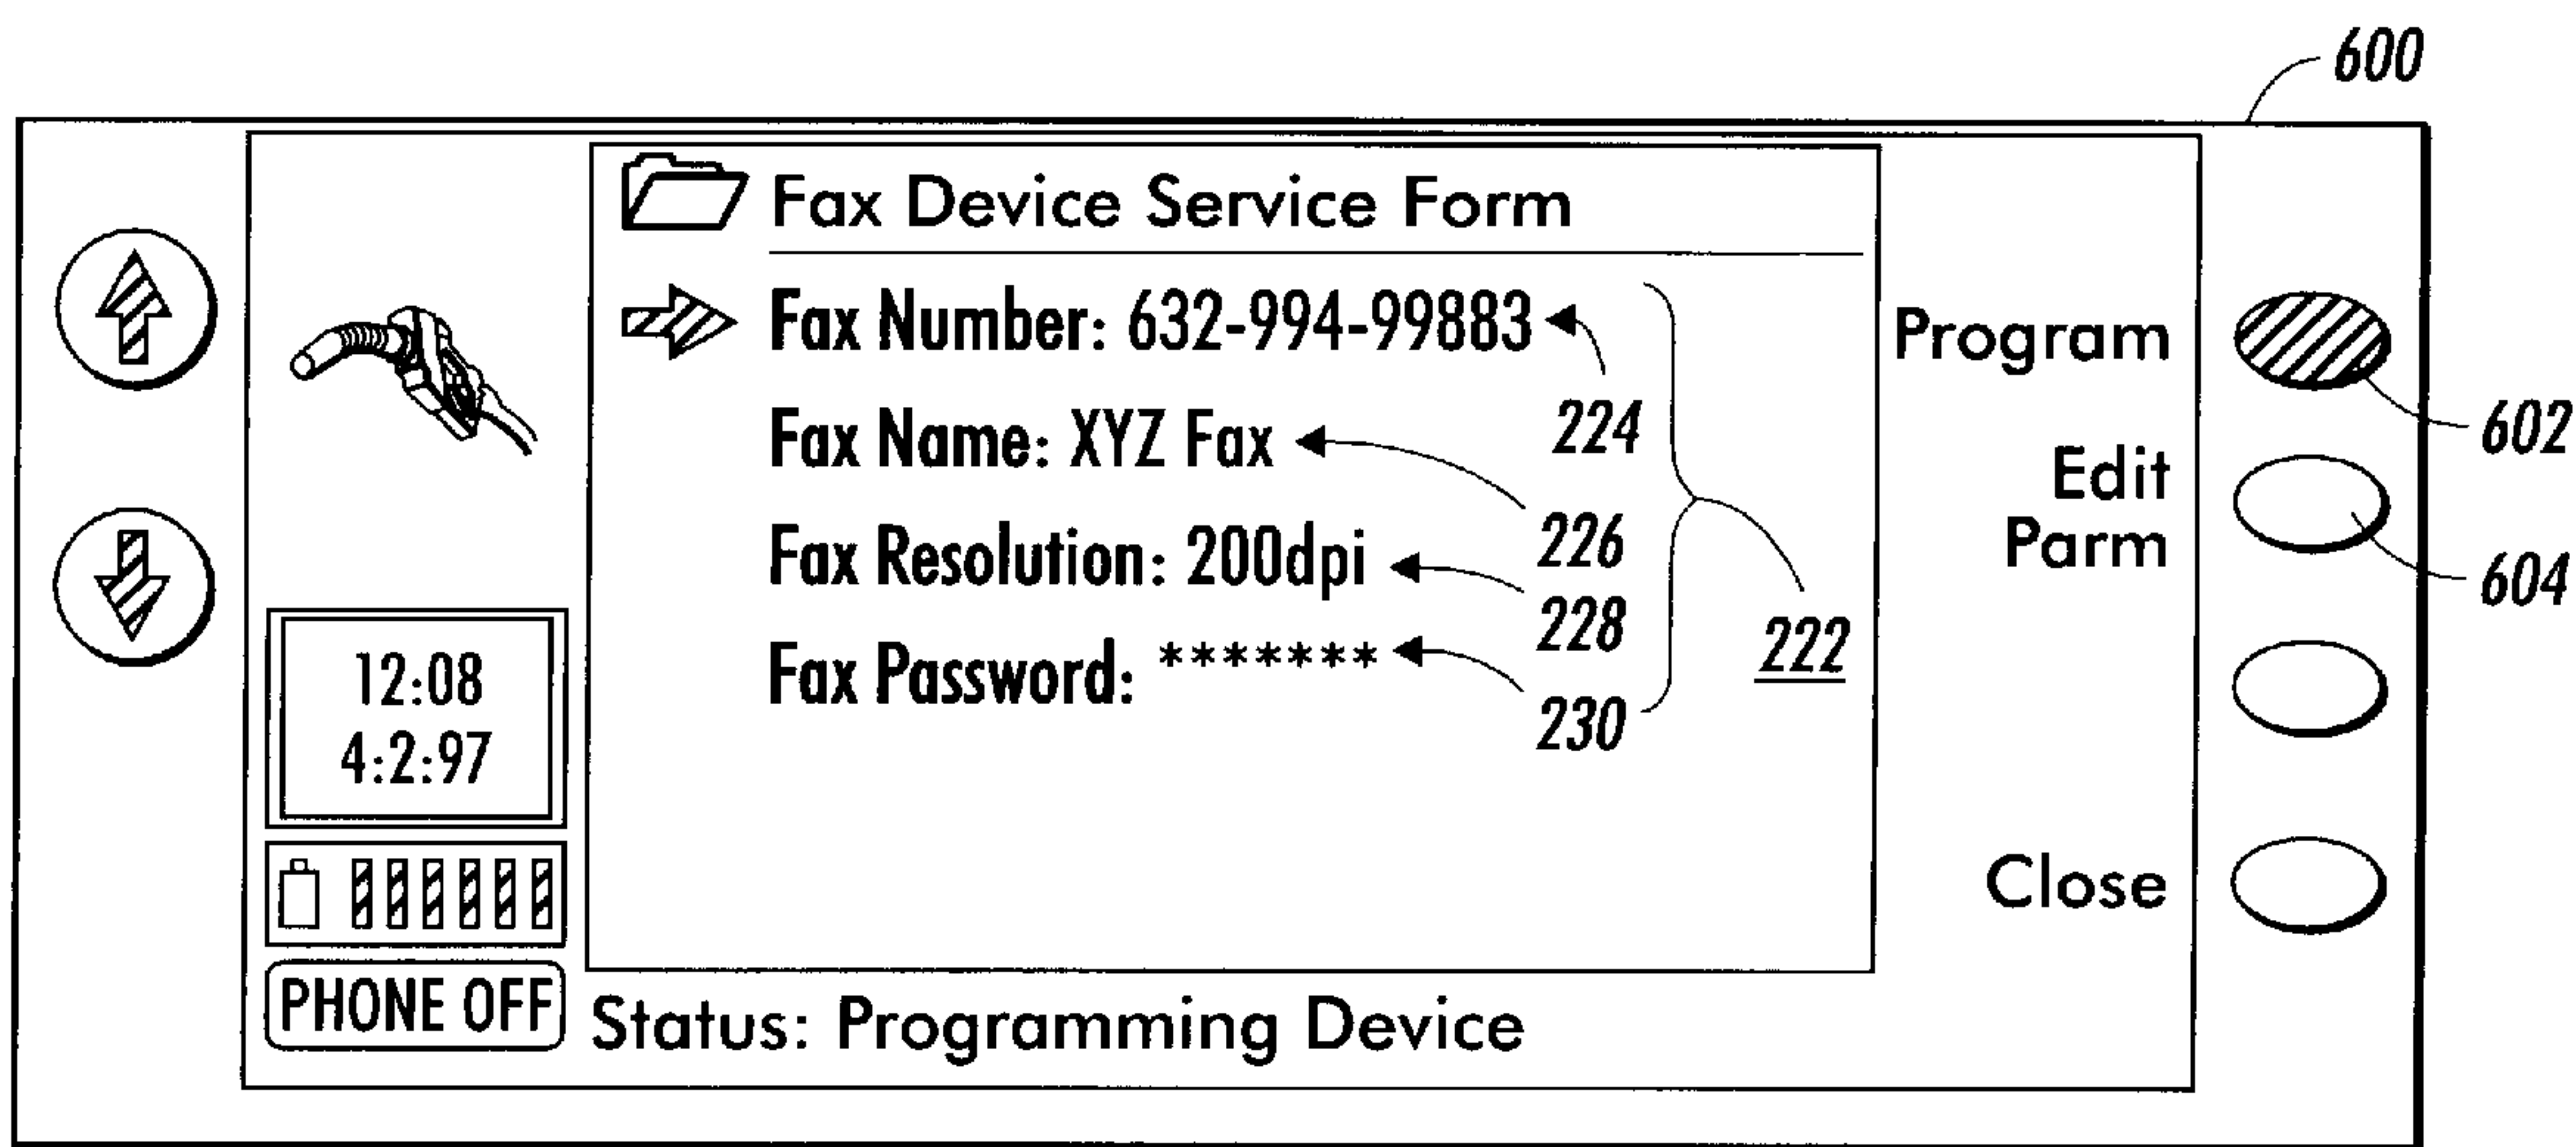 600
Fax Device Service Form
Fax Number: 632-994-99883
224
Fax Name: XYZ Fax
226
Fax Resolution: 200dpi
228
Fax Password: *******
230
222
Program
602
Edit
Parm
604
Close
12:08
4:2:97
PHONE OFF
Status: Programming Device